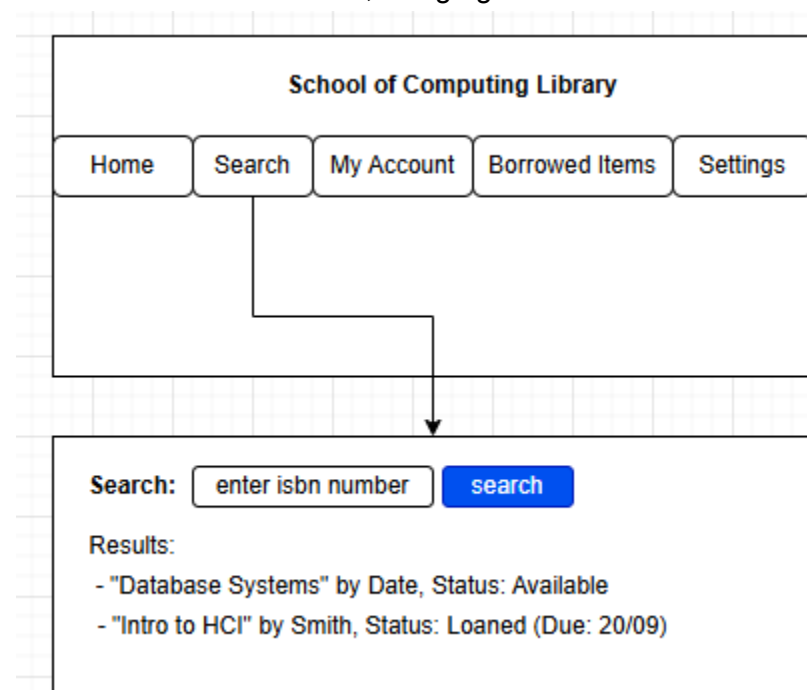 School of Computing Library
Home Search My Account Borrowed Items Settings
Search: enter isbn number search
Results:
- "Database Systems" by Date, Status: Available
- "Intro to HCI" by Smith, Status: Loaned (Due: 20/09)